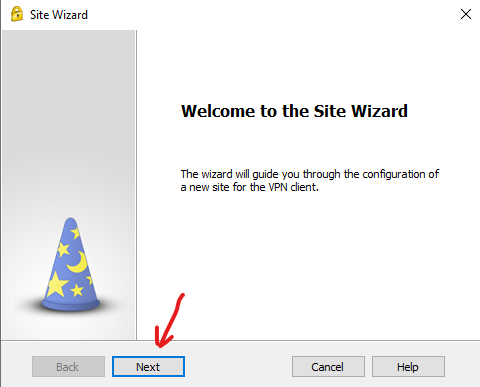 Site Wizard
Welcome to the Site Wizard
The wizard will guide you through the configuration of
a new site for the VPN client.
Back
Next
Cancel
Help